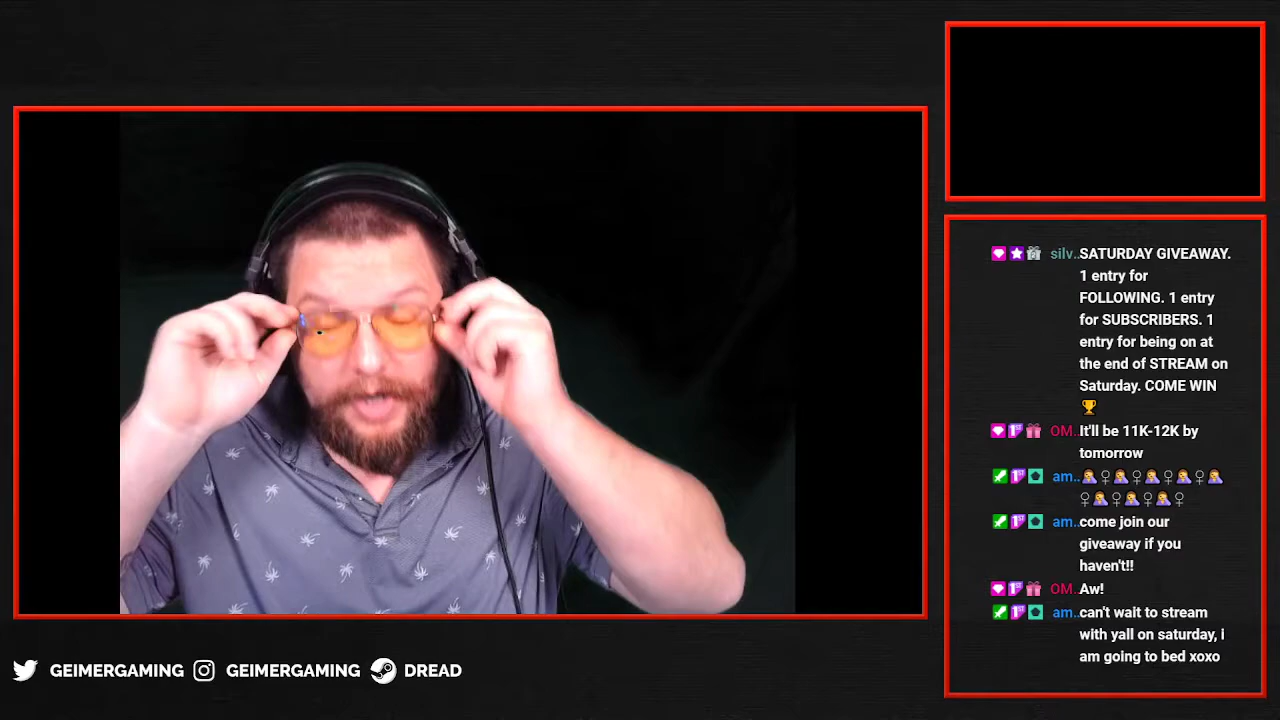 silv..SATURDAY GIVEAWAY.
1 entry for
FOLLOWING. 1 entry
for SUBSCRIBERS. 1
entry for being on at
the end of STREAM on
Saturday. COME WIN
🏆
OM..It'll be 11K-12K by
tomorrow
am..🤦‍♀🤦‍♀🤦‍♀🤦‍♀🤦
♀🤦‍♀🤦‍♀🤦‍♀
am..come join our
giveaway if you
haven't!!
OM..Aw!
am..can't wait to stream
with yall on saturday, i
am going to bed xoxo
GEIMERGAMING GEIMERGAMING DREAD